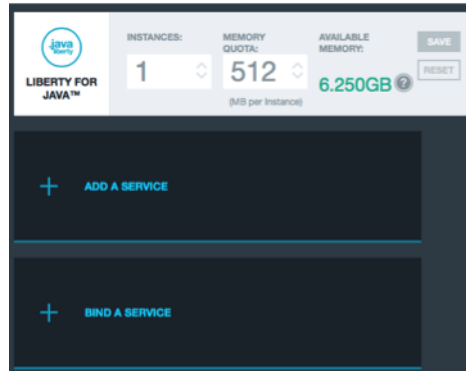 java
liberty
LIBERTY FOR
JAVA™
INSTANCES:
1
MEMORY
QUOTA:
512
(MB per Instance)
AVAILABLE
MEMORY:
6.250GB ?
SAVE
RESET
+ ADD A SERVICE
+ BIND A SERVICE